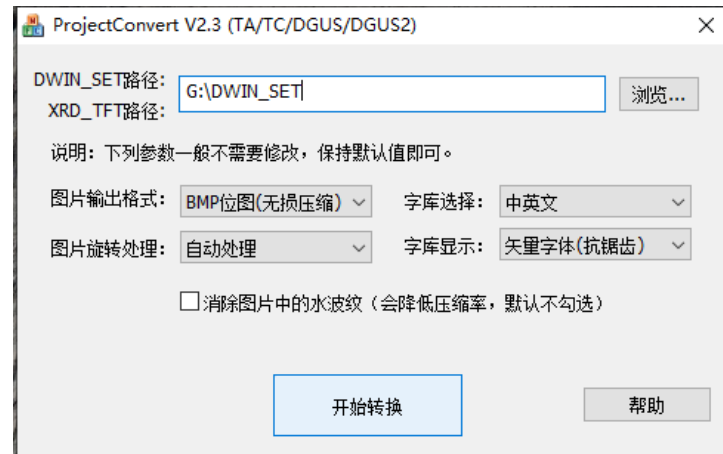 ProjectConvert V2.3 (TA/TC/DGUS/DGUS2)
DWIN_SET路径:
XRD_TFT路径:
G:\DWIN_SET
浏览...
说明：下列参数一般不需要修改，保持默认值即可。
图片输出格式: BMP位图(无损压缩) 字库选择: 中英文
图片旋转处理: 自动处理 字库显示: 矢量字体(抗锯齿)
消除图片中的水波纹（会降低压缩率，默认不勾选）
开始转换 帮助